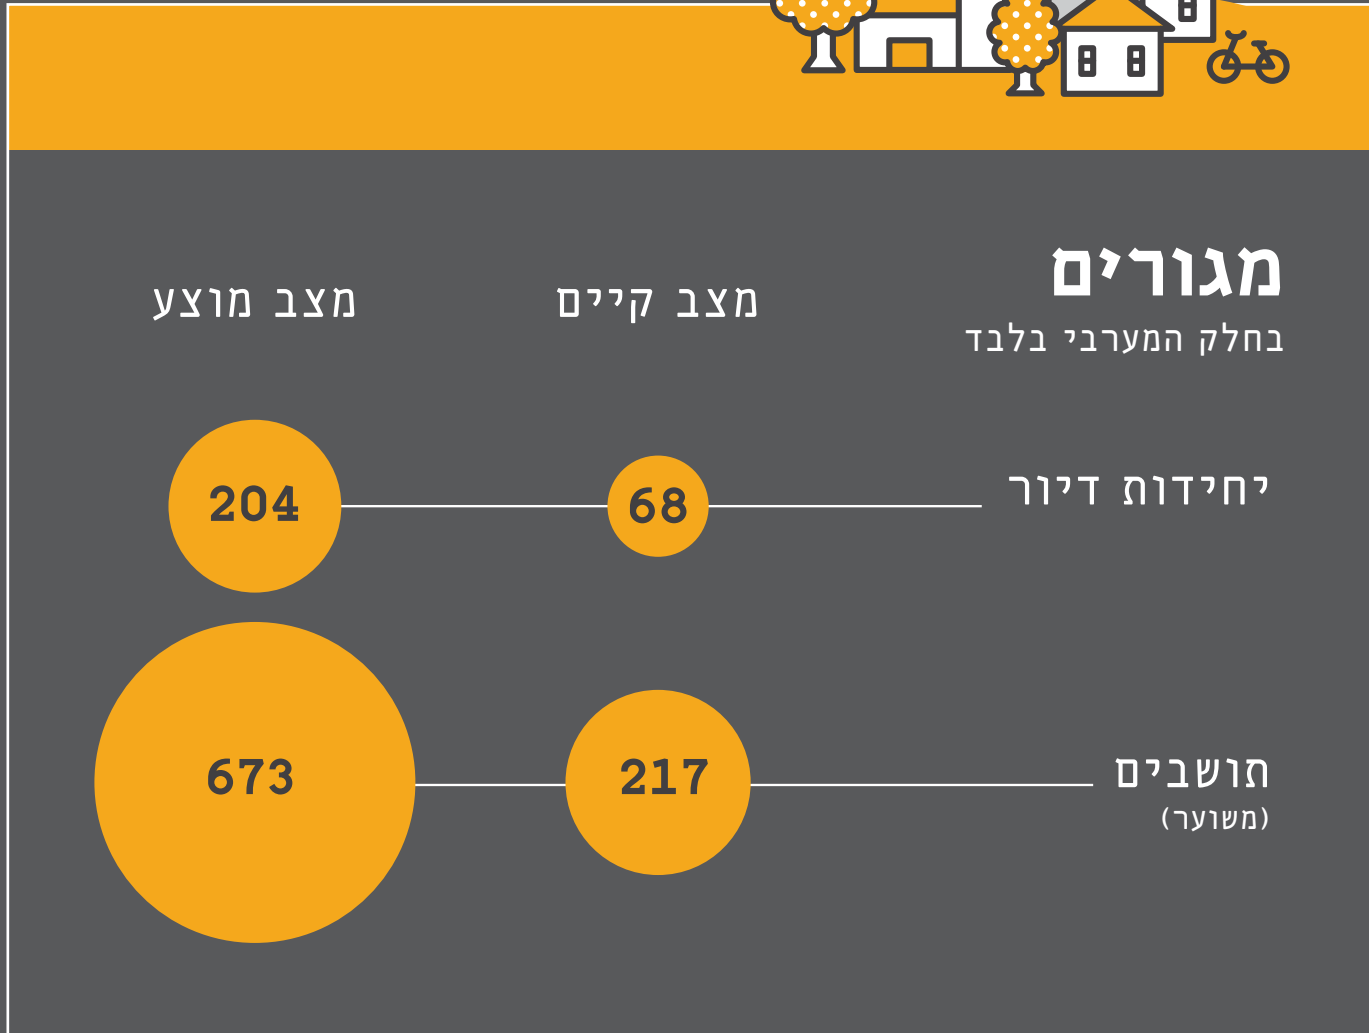 מגורים
בחלק המערבי בלבד
מצב קיים
מצב מוצע
יחידות דיור
68
204
תושבים
(משוער)
217
673